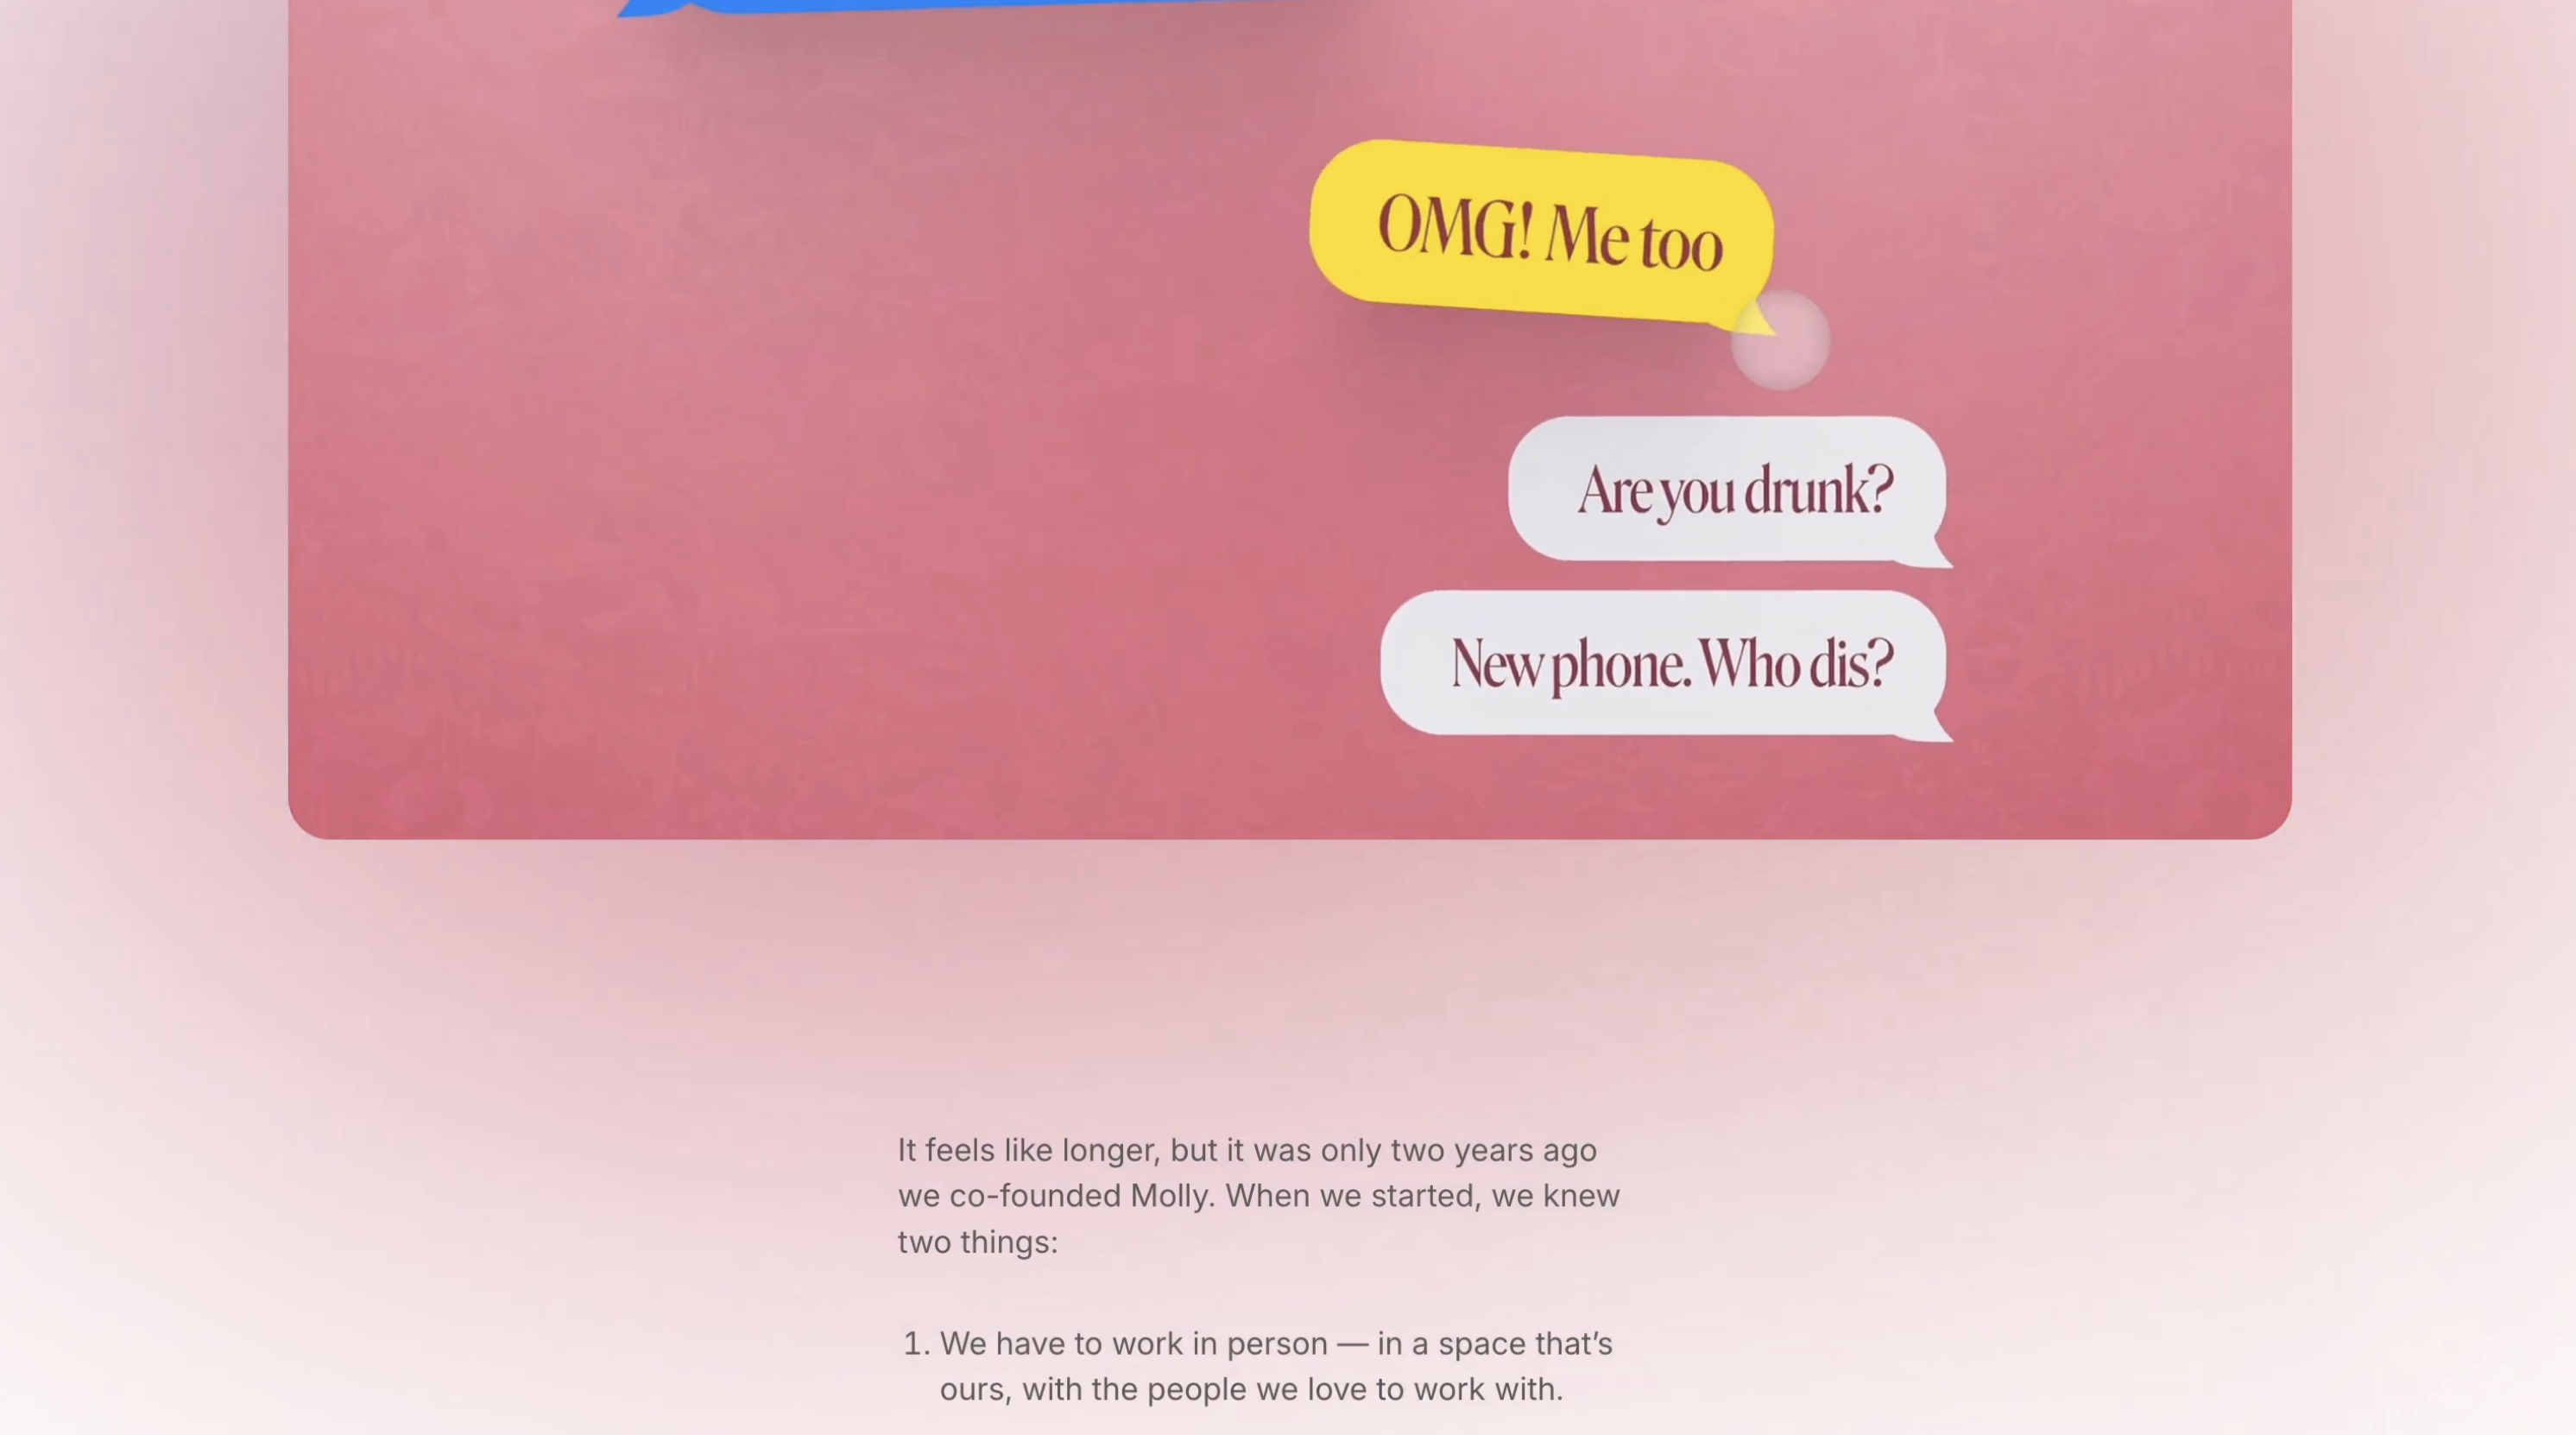 OMG! Me too
Are you drunk?
New phone. Who dis?
It feels like longer, but it was only two years ago
we co-founded Molly. When we started, we knew
two things:
1. We have to work in person — in a space that’s
ours, with the people we love to work with.